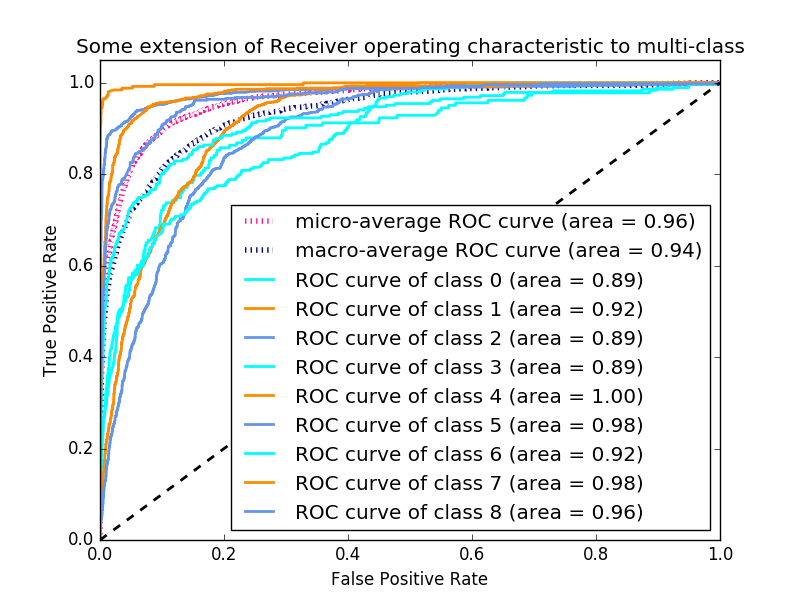 Some extension of Receiver operating characteristic to multi-class
1.0
0.8
0.6
0.4
0.2
0.0
True Positive Rate
micro-average ROC curve (area = 0.96)
macro-average ROC curve (area = 0.94)
ROC curve of class 0 (area = 0.89)
ROC curve of class 1 (area = 0.92)
ROC curve of class 2 (area = 0.89)
ROC curve of class 3 (area = 0.89)
ROC curve of class 4 (area = 1.00)
ROC curve of class 5 (area = 0.98)
ROC curve of class 6 (area = 0.92)
ROC curve of class 7 (area = 0.98)
ROC curve of class 8 (area = 0.96)
0.0 0.2 0.4 0.6 0.8 1.0
False Positive Rate